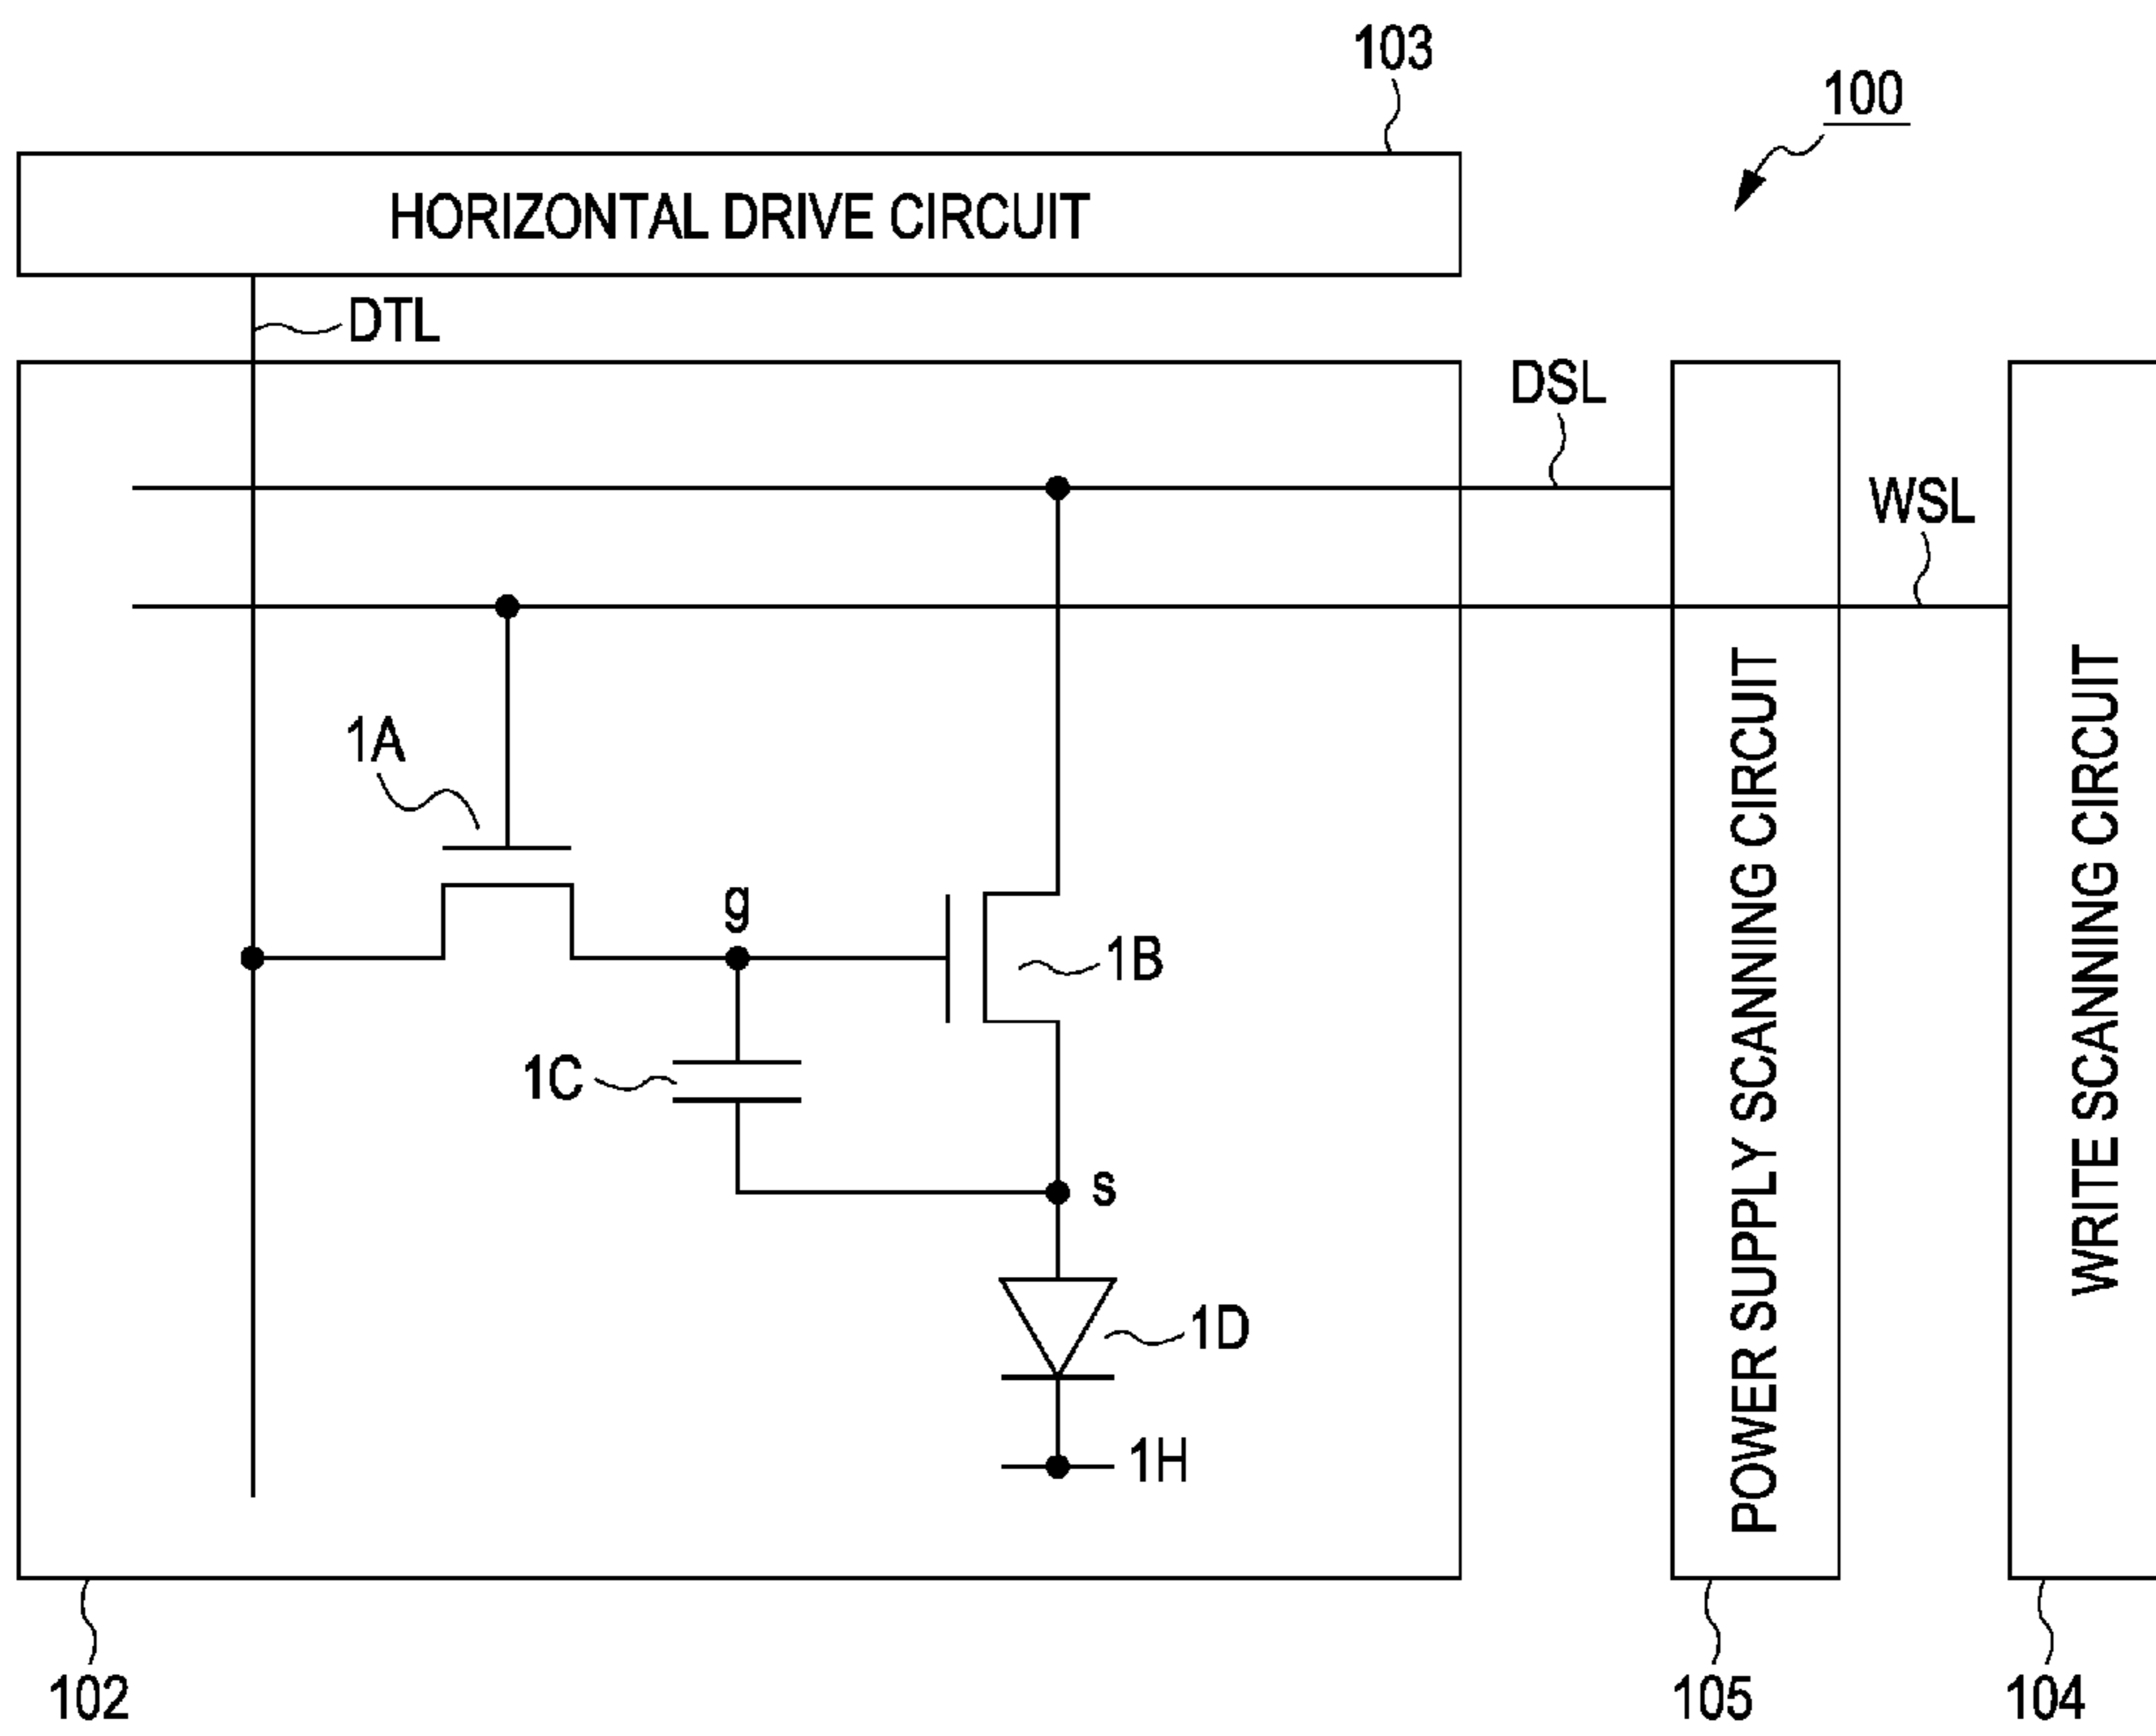 103
100
HORIZONTAL DRIVE CIRCUIT
DTL
DSL
WSL
1A
g
1B
1C
s
1D
1H
POWER SUPPLY SCANNING CIRCUIT
WRITE SCANNING CIRCUIT
102
105
104